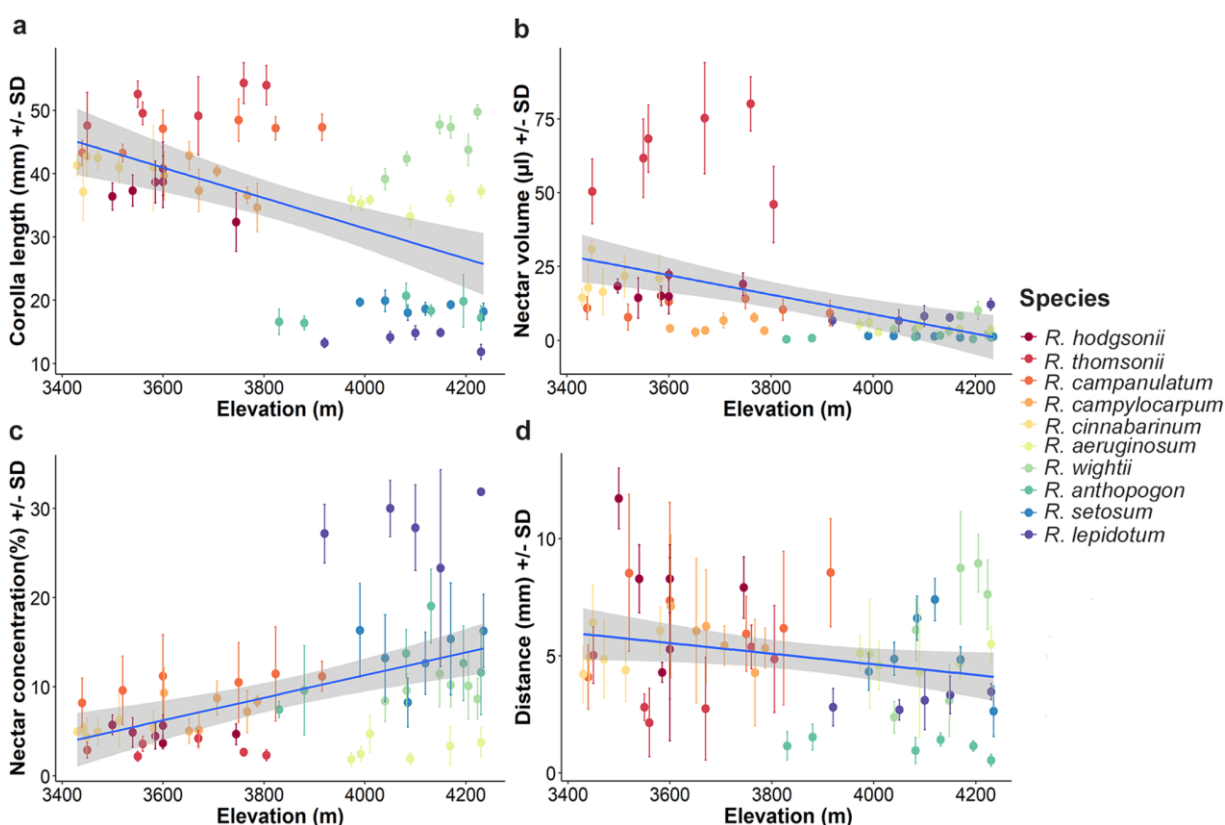 a
Corolla length (mm) +/- SD
50
40
30
20
10
3400 3600 3800 4000 4200
Elevation (m)
b
Nectar volume (µl) +/- SD
75
50
25
0
3400 3600 3800 4000 4200
Elevation (m)
c
Nectar concentration(%) +/- SD
30
20
10
0
3400 3600 3800 4000 4200
Elevation (m)
d
Distance (mm) +/- SD
10
5
0
3400 3600 3800 4000 4200
Elevation (m)
Species
R. hodgsonii
R. thomsonii
R. campanulatum
R. campylocarpum
R. cinnabarinum
R. aeruginosum
R. wightii
R. anthopogon
R. setosum
R. lepidotum